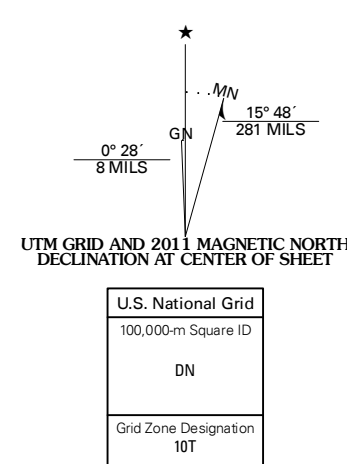 ★
MN
15° 48´
281 MILS
GN
0° 28´
8 MILS
UTM GRID AND 2011 MAGNETIC NORTH
DECLINATION AT CENTER OF SHEET
U.S. National Grid
100,000-m Square ID
DN
Grid Zone Designation
10T